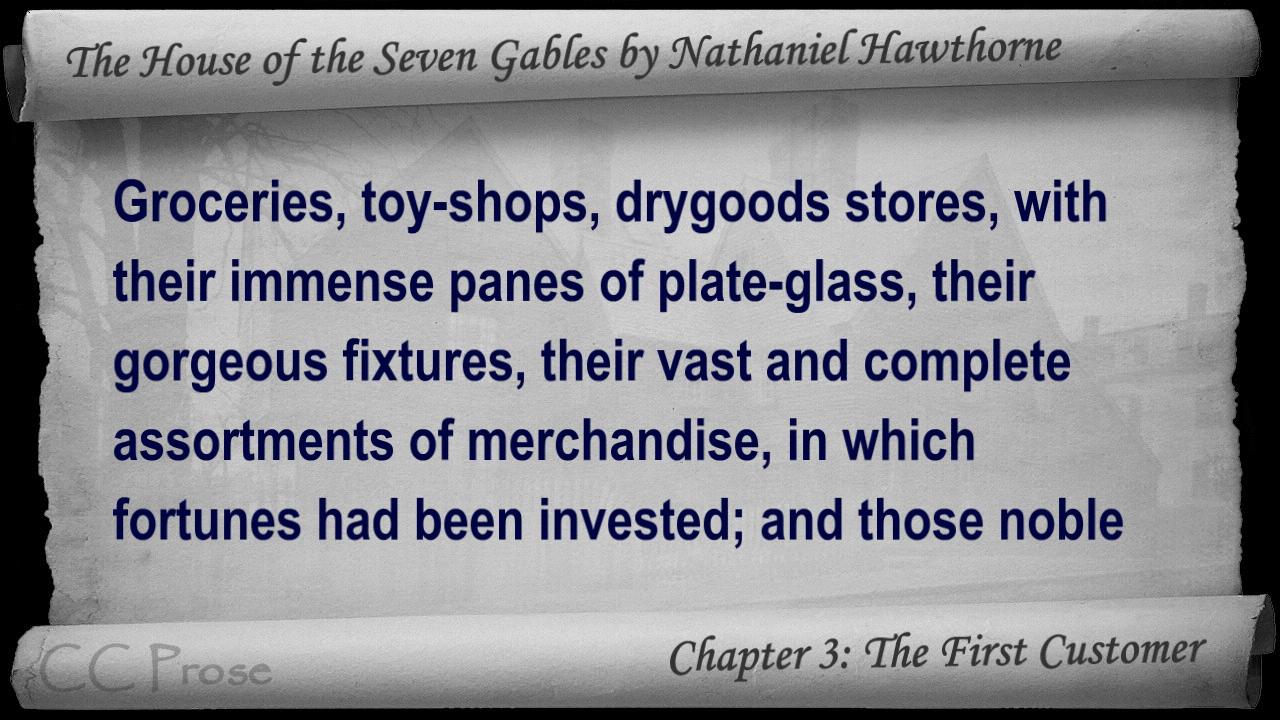 The House of the Seven Gables by Nathaniel Hawthorne
Groceries, toy-shops, drygoods stores, with
their immense panes of plate-glass, their
gorgeous fixtures, their vast and complete
assortments of merchandise, in which
fortunes had been invested; and those noble
Chapter 3: The First Customer
CC Prose